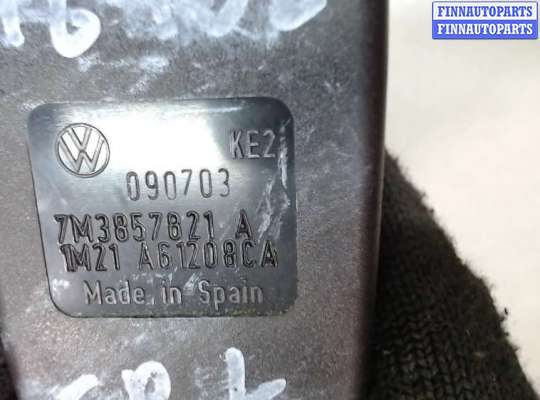 FINNAUTOPARTS
FINNAUTOPARTS
KE2
090703
7M3857821 A
1M21 A61208CA
Made in Spain